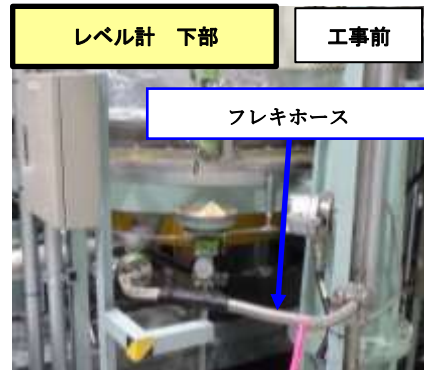 レベル計　下部
工事前
フレキホース